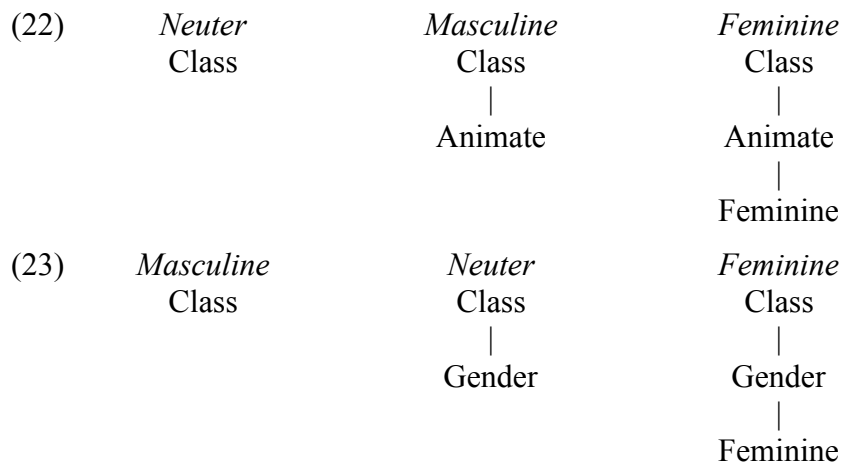 (22) Neuter Masculine Feminine
Class Class Class
| |
Animate Animate
|
Feminine
(23) Masculine Neuter Feminine
Class Class Class
| |
Gender Gender
|
Feminine